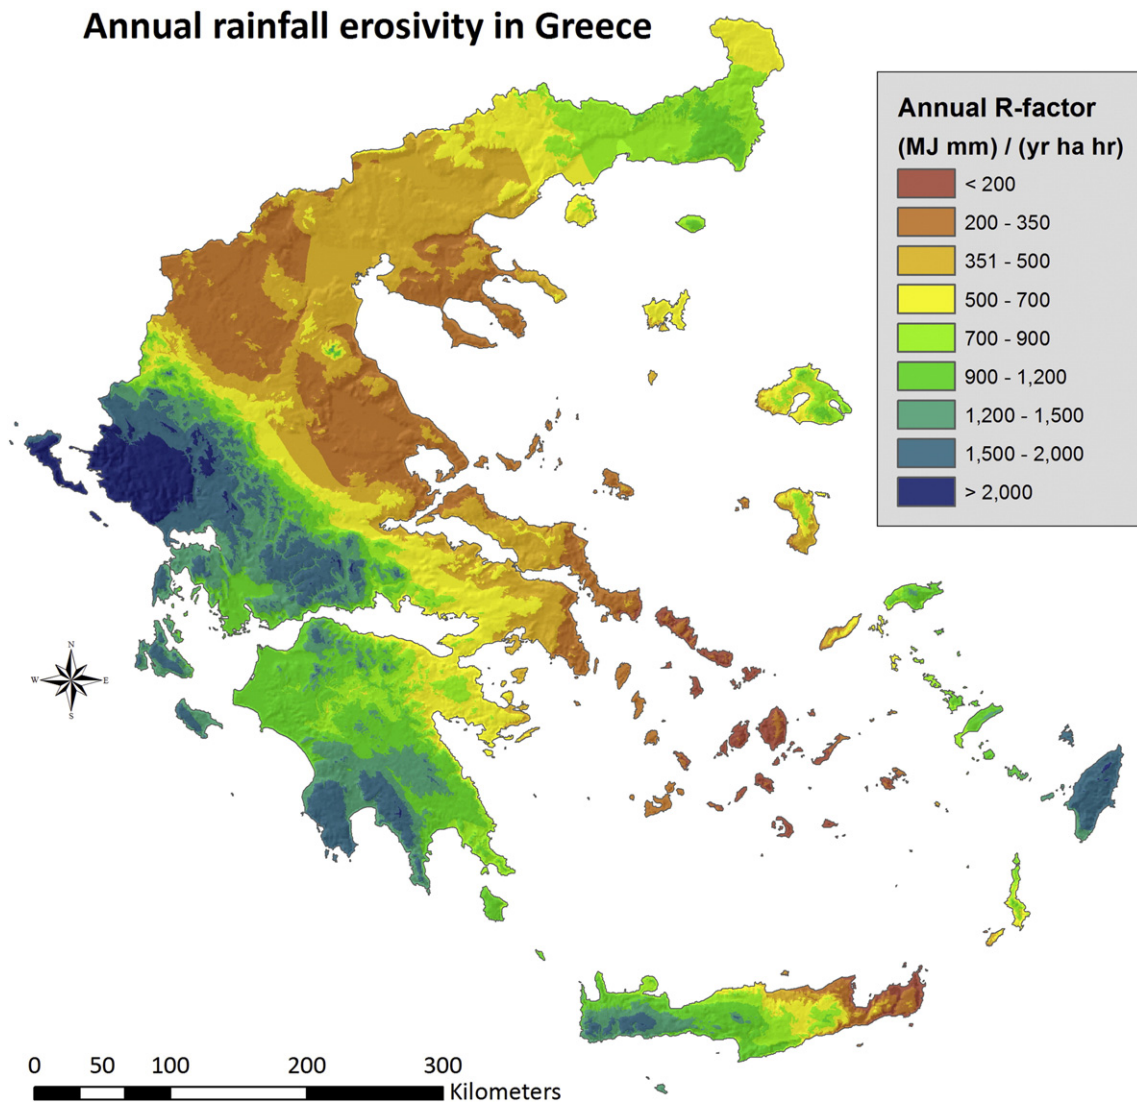 Annual rainfall erosivity in Greece
Annual R-factor
(MJ mm) / (yr ha hr)
< 200
200 - 350
351 - 500
500 - 700
700 - 900
900 - 1,200
1,200 - 1,500
1,500 - 2,000
> 2,000
N
W E
S
0 50 100 200 300
Kilometers